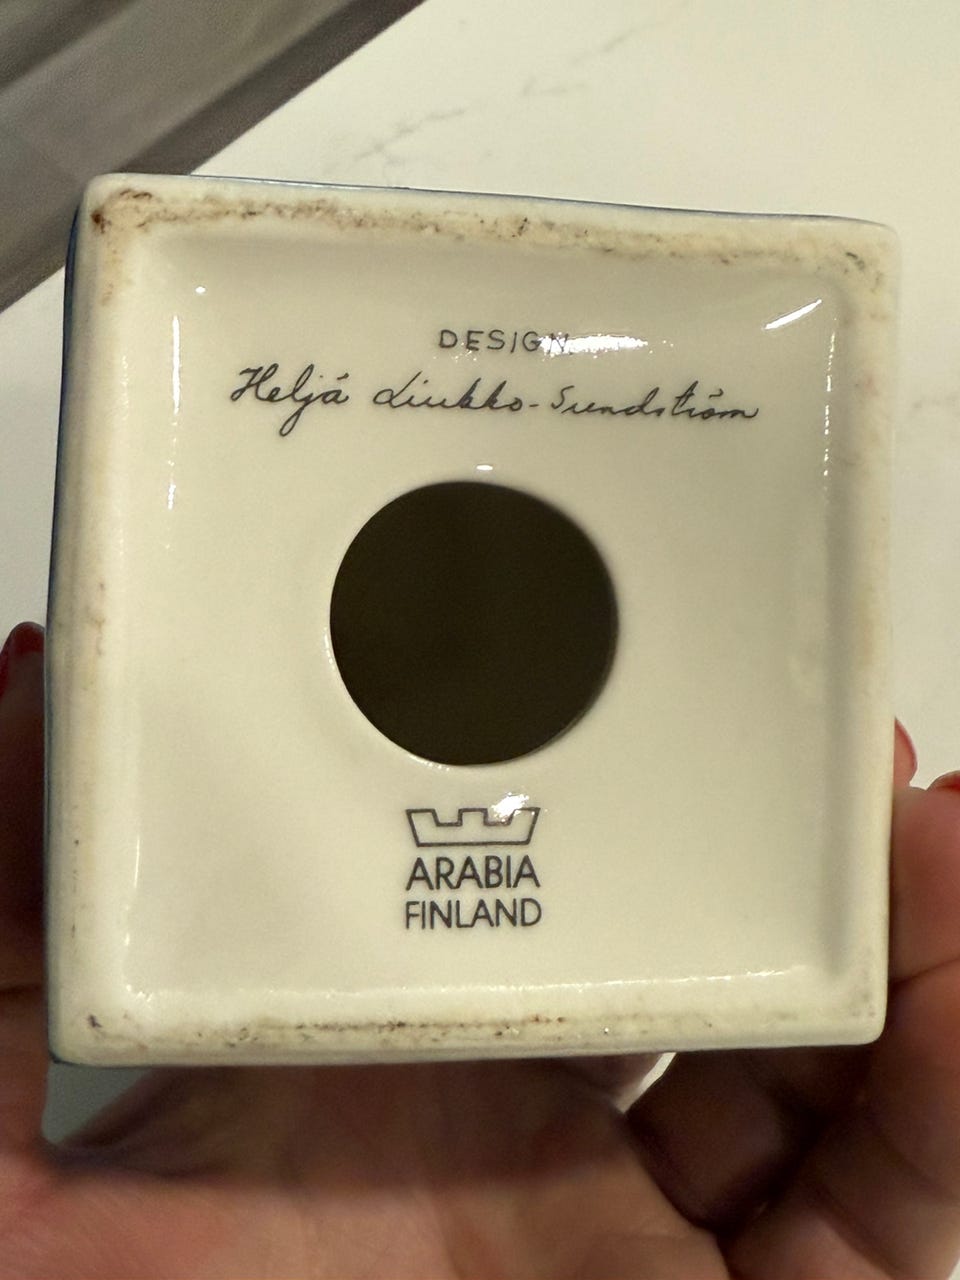 DESIGN
Heljä Liukko-Sundström
ARABIA
FINLAND